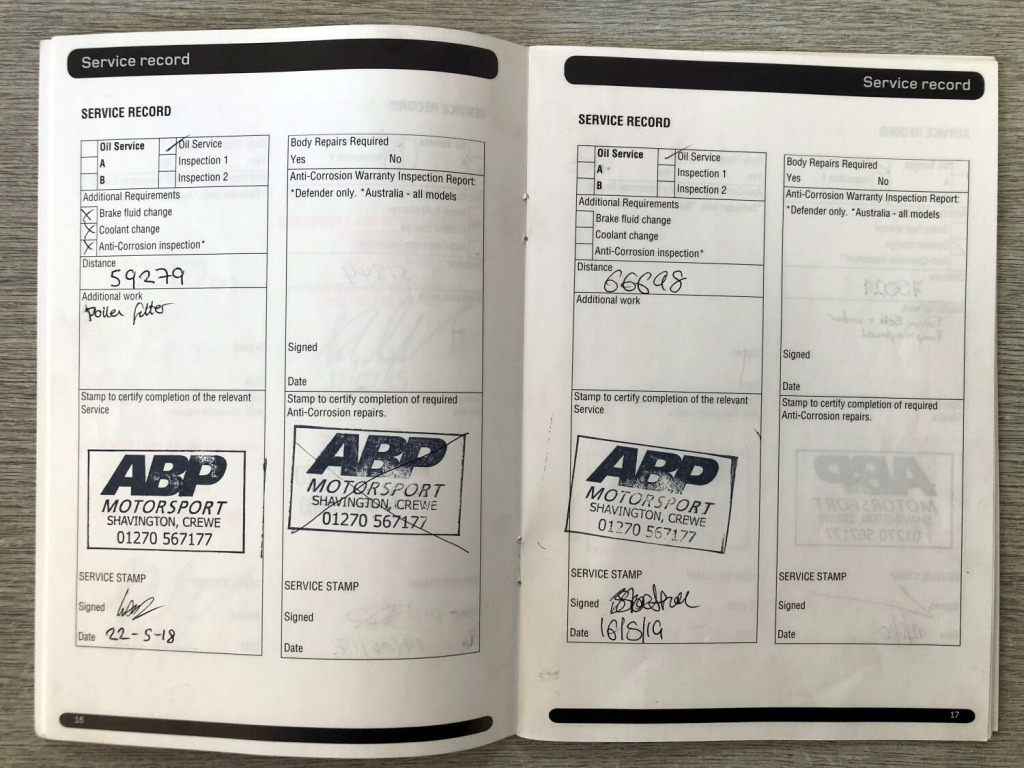 Service record
SERVICE RECORD
Oil Service
A
B
Oil Service
Inspection 1
Inspection 2
Additional Requirements
Brake fluid change
Coolant change
Anti-Corrosion inspection*
Distance
59279
Additional work
pollen filter
Stamp to certify completion of the relevant
Service
ABP
MOTORSPORT
SHAVINGTON, CREWE
01270 567177
SERVICE STAMP
Signed
Date 22-5-18
Body Repairs Required
Yes No
Anti-Corrosion Warranty Inspection Report:
*Defender only. *Australia - all models
Signed
Date
Stamp to certify completion of required
Anti-Corrosion repairs.
ABP
MOTORSPORT
SHAVINGTON, CREWE
01270 567177
SERVICE STAMP
Signed
Date
16
Service record
SERVICE RECORD
Oil Service
A
B
Oil Service
Inspection 1
Inspection 2
Additional Requirements
Brake fluid change
Coolant change
Anti-Corrosion inspection*
Distance
66698
Additional work
Stamp to certify completion of the relevant
Service
ABP
MOTORSPORT
SHAVINGTON, CREWE
01270 567177
SERVICE STAMP
Signed
Date 16/5/19
Body Repairs Required
Yes No
Anti-Corrosion Warranty Inspection Report:
*Defender only. *Australia - all models
Signed
Date
Stamp to certify completion of required
Anti-Corrosion repairs.
SERVICE STAMP
Signed
Date
17